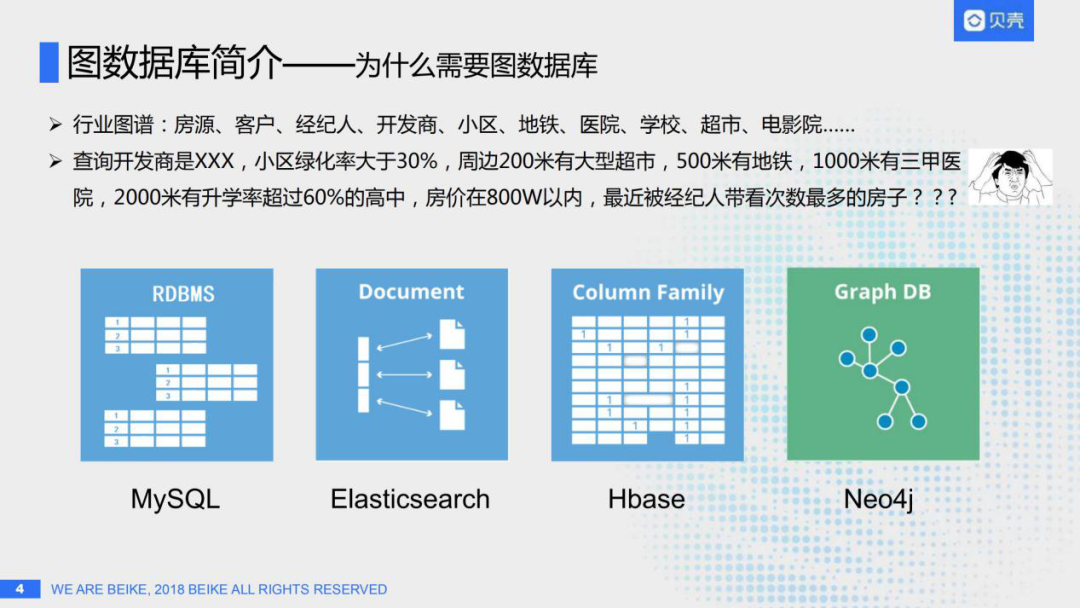 贝壳
图数据库简介——为什么需要图数据库
行业图谱：房源、客户、经纪人、开发商、小区、地铁、医院、学校、超市、电影院......
查询开发商是XXX，小区绿化率大于30%，周边200米有大型超市，500米有地铁，1000米有三甲医
院，2000米有升学率超过60%的高中，房价在800W以内，最近被经纪人带看次数最多的房子？？？
RDBMS
1
2
3
1
2
3
1
2
3
Document
Column Family
1
1
1 1
1
1 1
1 1
1 1
1
Graph DB
MySQL
Elasticsearch
Hbase
Neo4j
4 WE ARE BEIKE, 2018 BEIKE ALL RIGHTS RESERVED